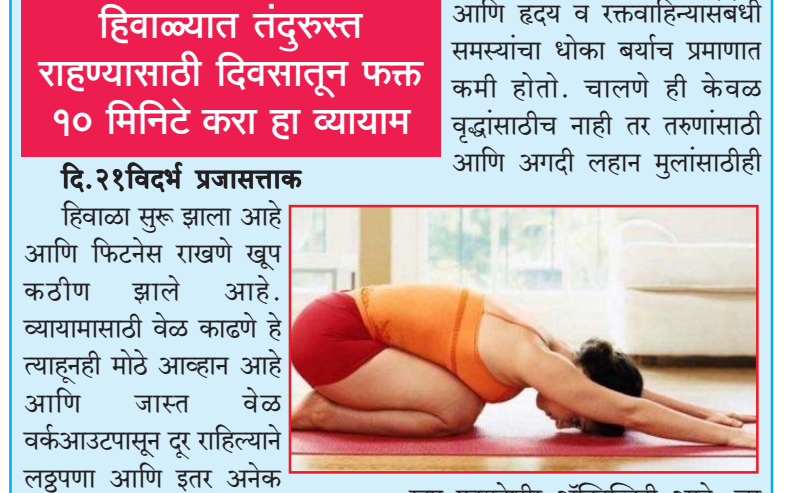 हिवाळ्यात तंदुरुस्त
राहण्यासाठी दिवसातून फक्त
१० मिनिटे करा हा व्यायाम
दि.२१विदर्भ प्रजासत्ताक
हिवाळा सुरू झाला आहे
आणि फिटनेस राखणे खूप
कठीण झाले आहे.
व्यायामासाठी वेळ काढणे हे
त्याहूनही मोठे आव्हान आहे
आणि जास्त वेळ
वर्कआउटपासून दूर राहिल्याने
लठ्ठपणा आणि इतर अनेक
आणि हृदय व रक्तवाहिन्यासंबंधी
समस्यांचा धोका बर्याच प्रमाणात
कमी होतो. चालणे ही केवळ
वृद्धांसाठीच नाही तर तरुणांसाठी
आणि अगदी लहान मुलांसाठीही